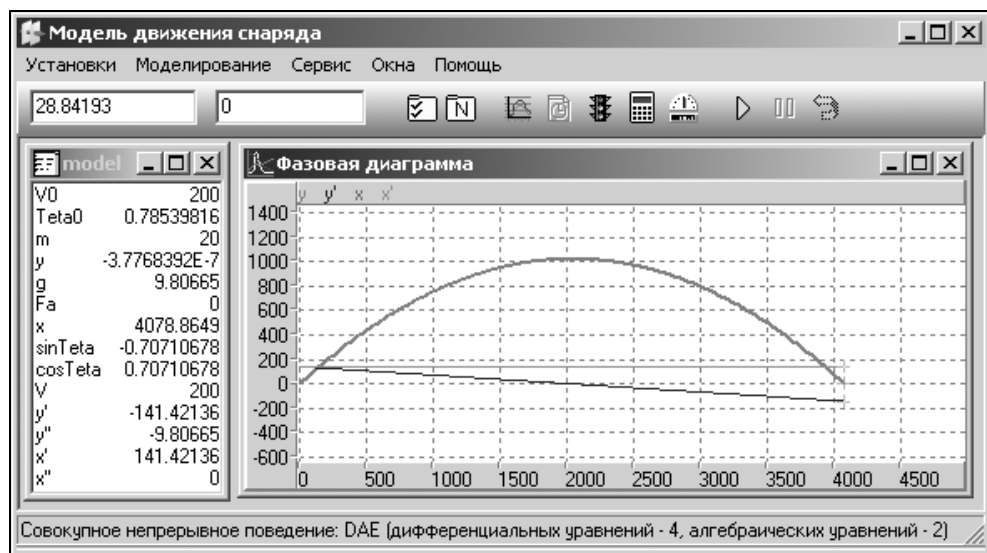 Модель движения снаряда
Установки Моделирование Сервис Окна Помощь
28.84193 0
N
model
V0 200
Teta0 0.78539816
m 20
y -3.7768392E-7
g 9.80665
Fa 0
x 4078.8649
sinTeta -0.70710678
cosTeta 0.70710678
V 200
y' -141.42136
y'' -9.80665
x' 141.42136
x'' 0
Фазовая диаграмма
y y' x x'
1400
1200
1000
800
600
400
200
0
-200
-400
-600
0 500 1000 1500 2000 2500 3000 3500 4000 4500
Совокупное непрерывное поведение: DAE (дифференциальных уравнений - 4, алгебраических уравнений - 2)